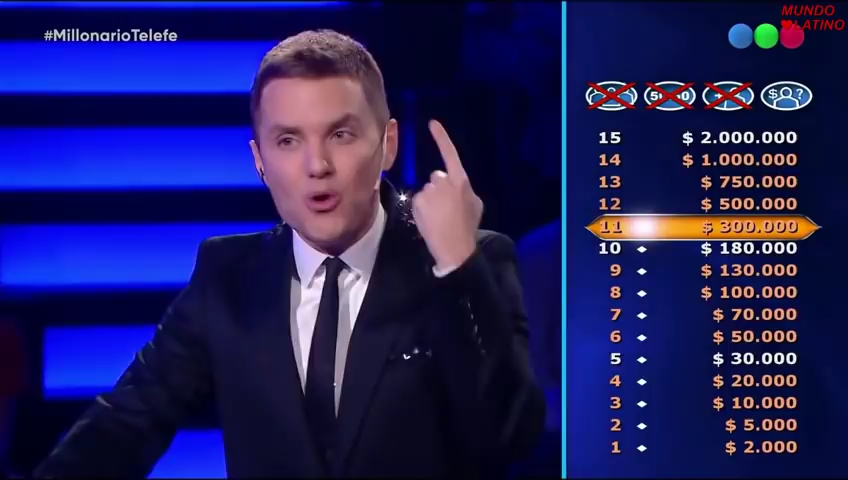 #MillonarioTelefe
MUNDO
LATINO
50:50
15 $ 2.000.000
14 $ 1.000.000
13 $ 750.000
12 $ 500.000
11 $ 300.000
10 $ 180.000
9 $ 130.000
8 $ 100.000
7 $ 70.000
6 $ 50.000
5 $ 30.000
4 $ 20.000
3 $ 10.000
2 $ 5.000
1 $ 2.000